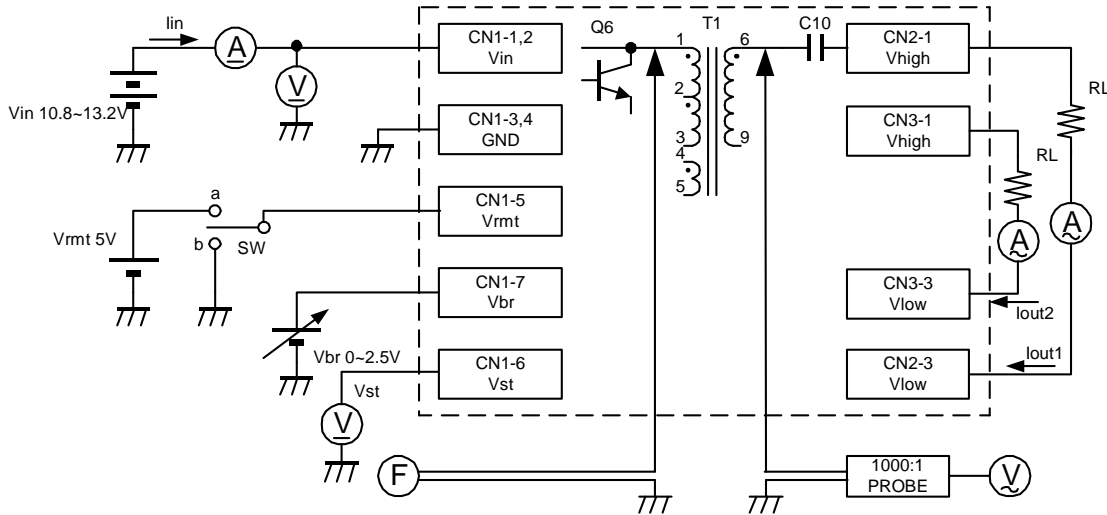 Iin
A
V
Vin 10.8~13.2V
CN1-1,2
Vin
CN1-3,4
GND
a
b
SW
Vrmt 5V
CN1-5
Vrmt
CN1-7
Vbr
Vbr 0~2.5V
CN1-6
Vst
Vst
V
F
Q6
T1
1
2
3
4
5
6
9
C10
CN2-1
Vhigh
CN3-1
Vhigh
RL
RL
A
A
CN3-3
Vlow
Iout2
CN2-3
Vlow
Iout1
1000:1
PROBE
V